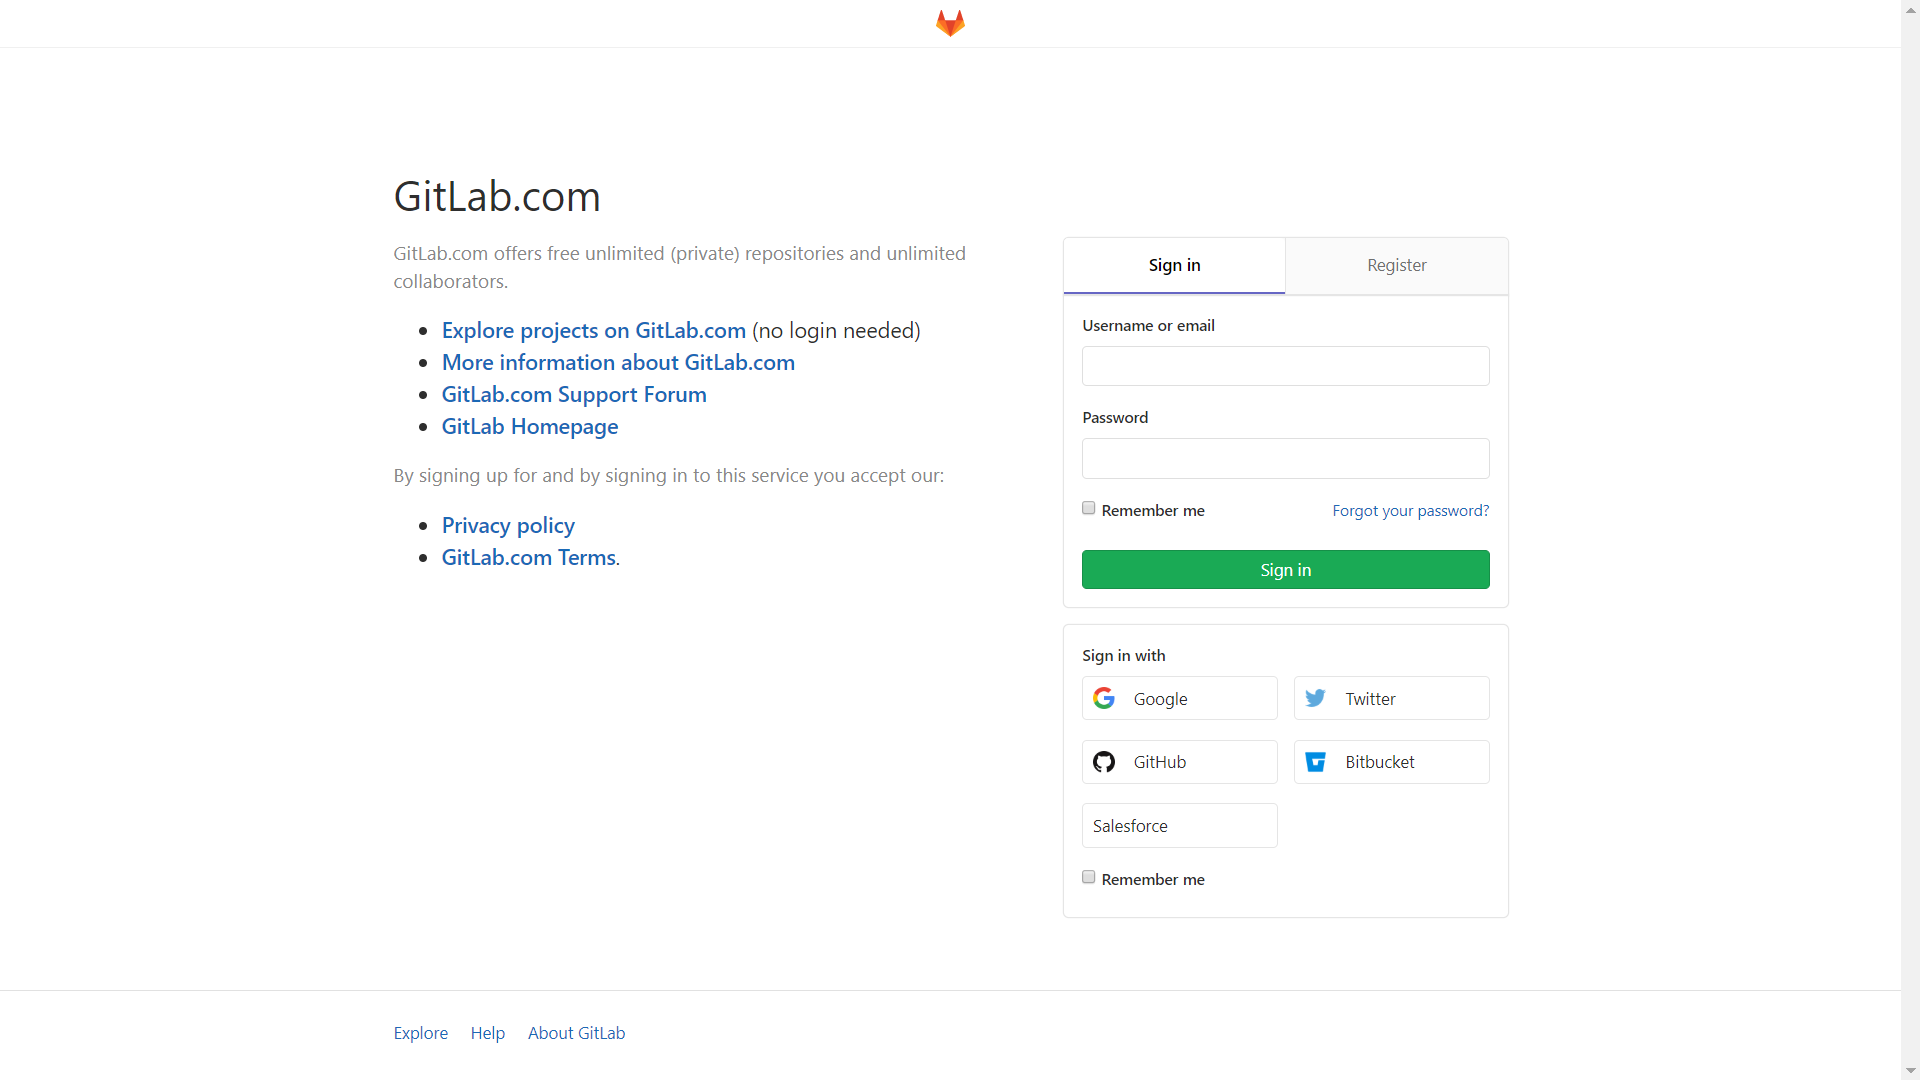 GitLab.com
GitLab.com offers free unlimited (private) repositories and unlimited
collaborators.
Explore projects on GitLab.com (no login needed)
More information about GitLab.com
GitLab.com Support Forum
GitLab Homepage
By signing up for and by signing in to this service you accept our:
Privacy policy
GitLab.com Terms.
Sign in
Register
Username or email
Password
Remember me
Forgot your password?
Sign in
Sign in with
Google
Twitter
GitHub
Bitbucket
Salesforce
Remember me
Explore
Help
About GitLab